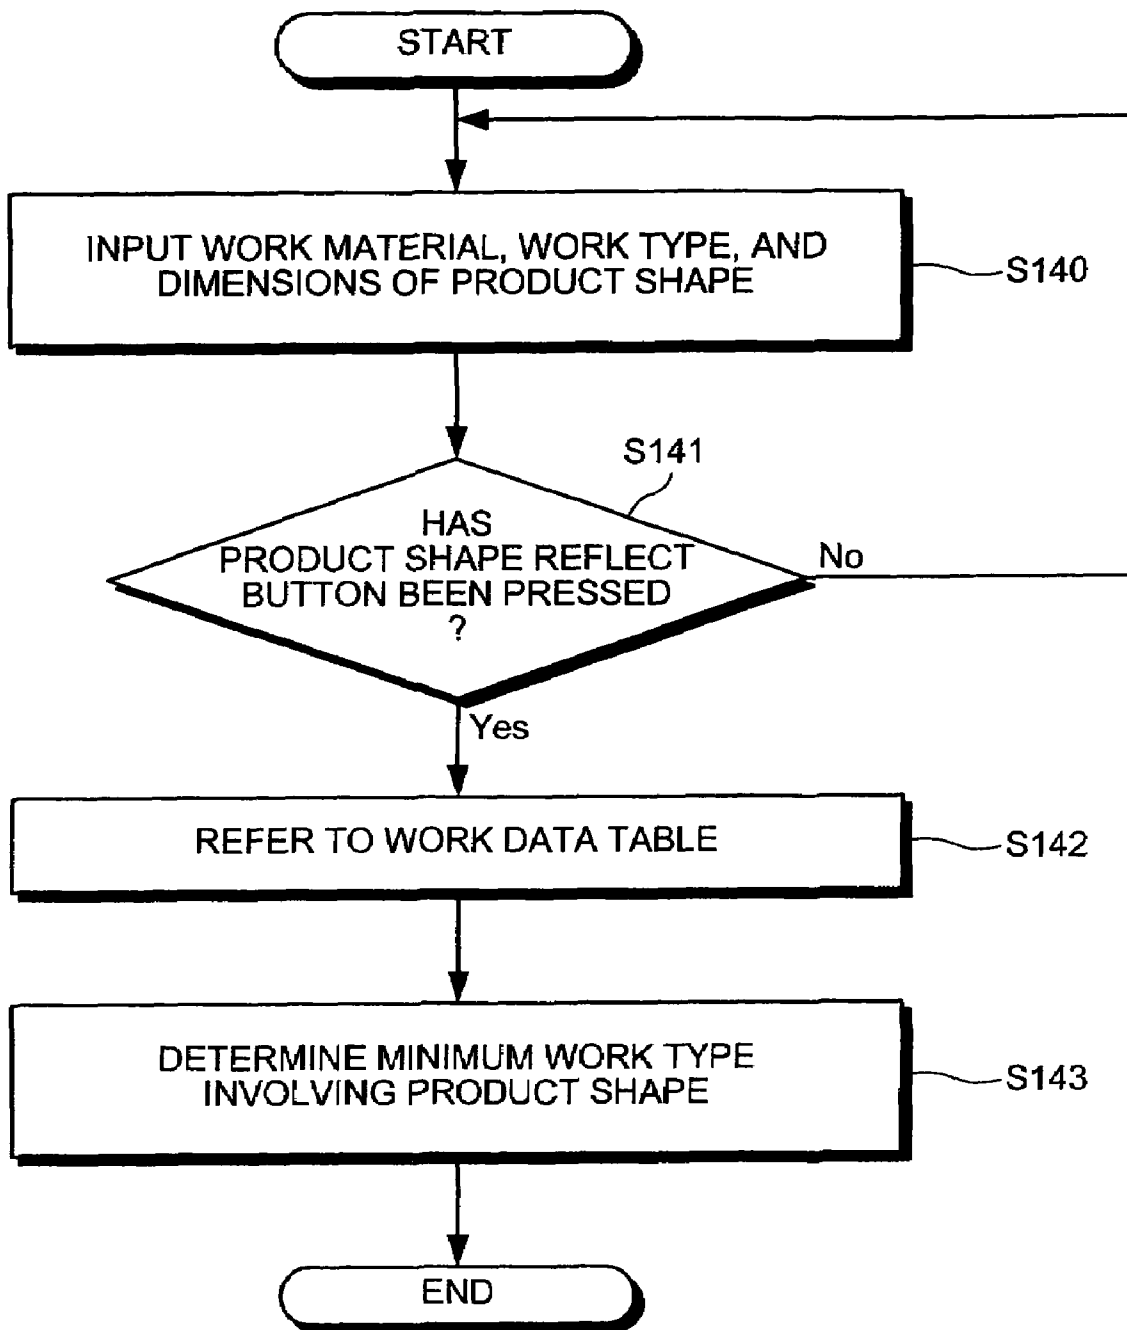 START
INPUT WORK MATERIAL, WORK TYPE, AND
DIMENSIONS OF PRODUCT SHAPE
S140
S141
HAS
PRODUCT SHAPE REFLECT
BUTTON BEEN PRESSED
?
No
Yes
REFER TO WORK DATA TABLE
S142
DETERMINE MINIMUM WORK TYPE
INVOLVING PRODUCT SHAPE
S143
END